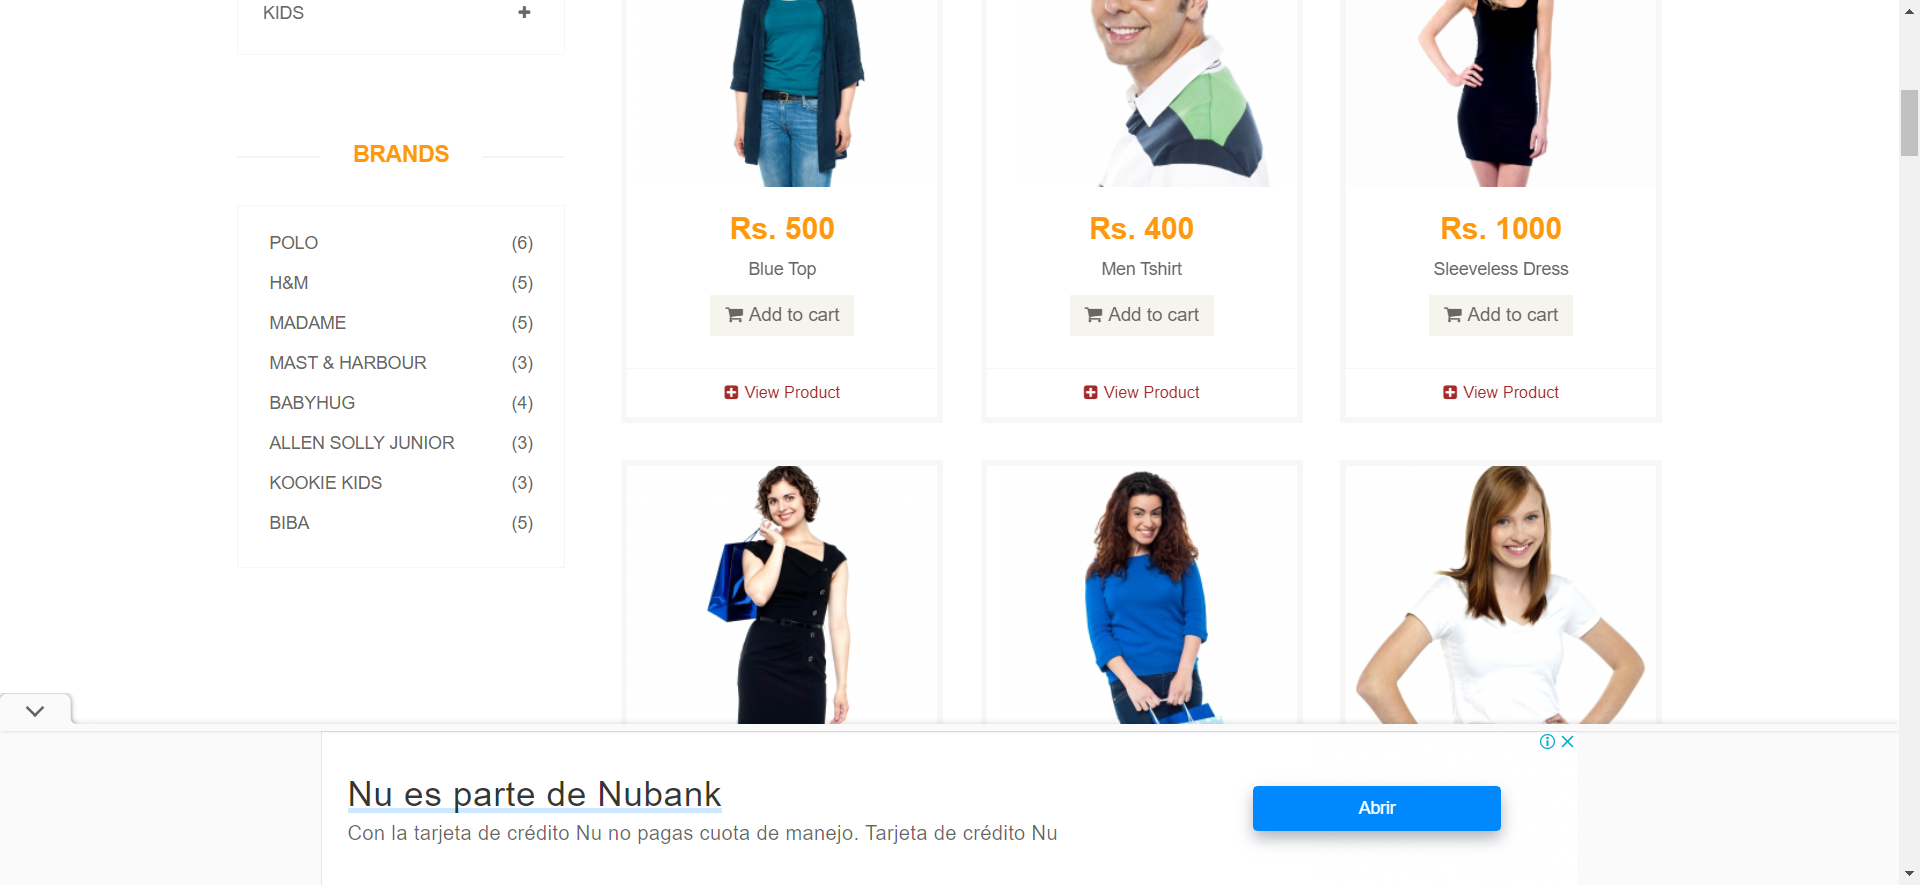 KIDS
BRANDS
POLO (6)
H&M (5)
MADAME (5)
MAST & HARBOUR (3)
BABYHUG (4)
ALLEN SOLLY JUNIOR (3)
KOOKIE KIDS (3)
BIBA (5)
Rs. 500
Blue Top
Add to cart
View Product
Rs. 400
Men Tshirt
Add to cart
View Product
Rs. 1000
Sleeveless Dress
Add to cart
View Product
Nu es parte de Nubank
Con la tarjeta de crédito Nu no pagas cuota de manejo. Tarjeta de crédito Nu
Abrir